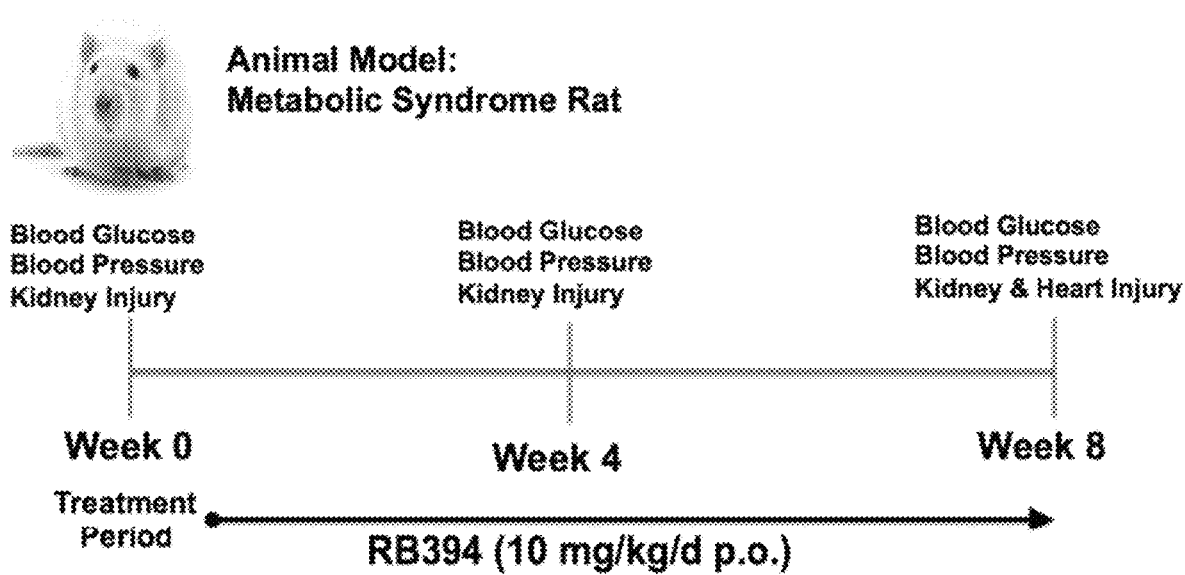 Animal Model:
Metabolic Syndrome Rat
Blood Glucose
Blood Pressure
Kidney Injury
Blood Glucose
Blood Pressure
Kidney Injury
Blood Glucose
Blood Pressure
Kidney & Heart Injury
Week 0
Week 4
Week 8
Treatment
Period
RB394 (10 mg/kg/d p.o.)